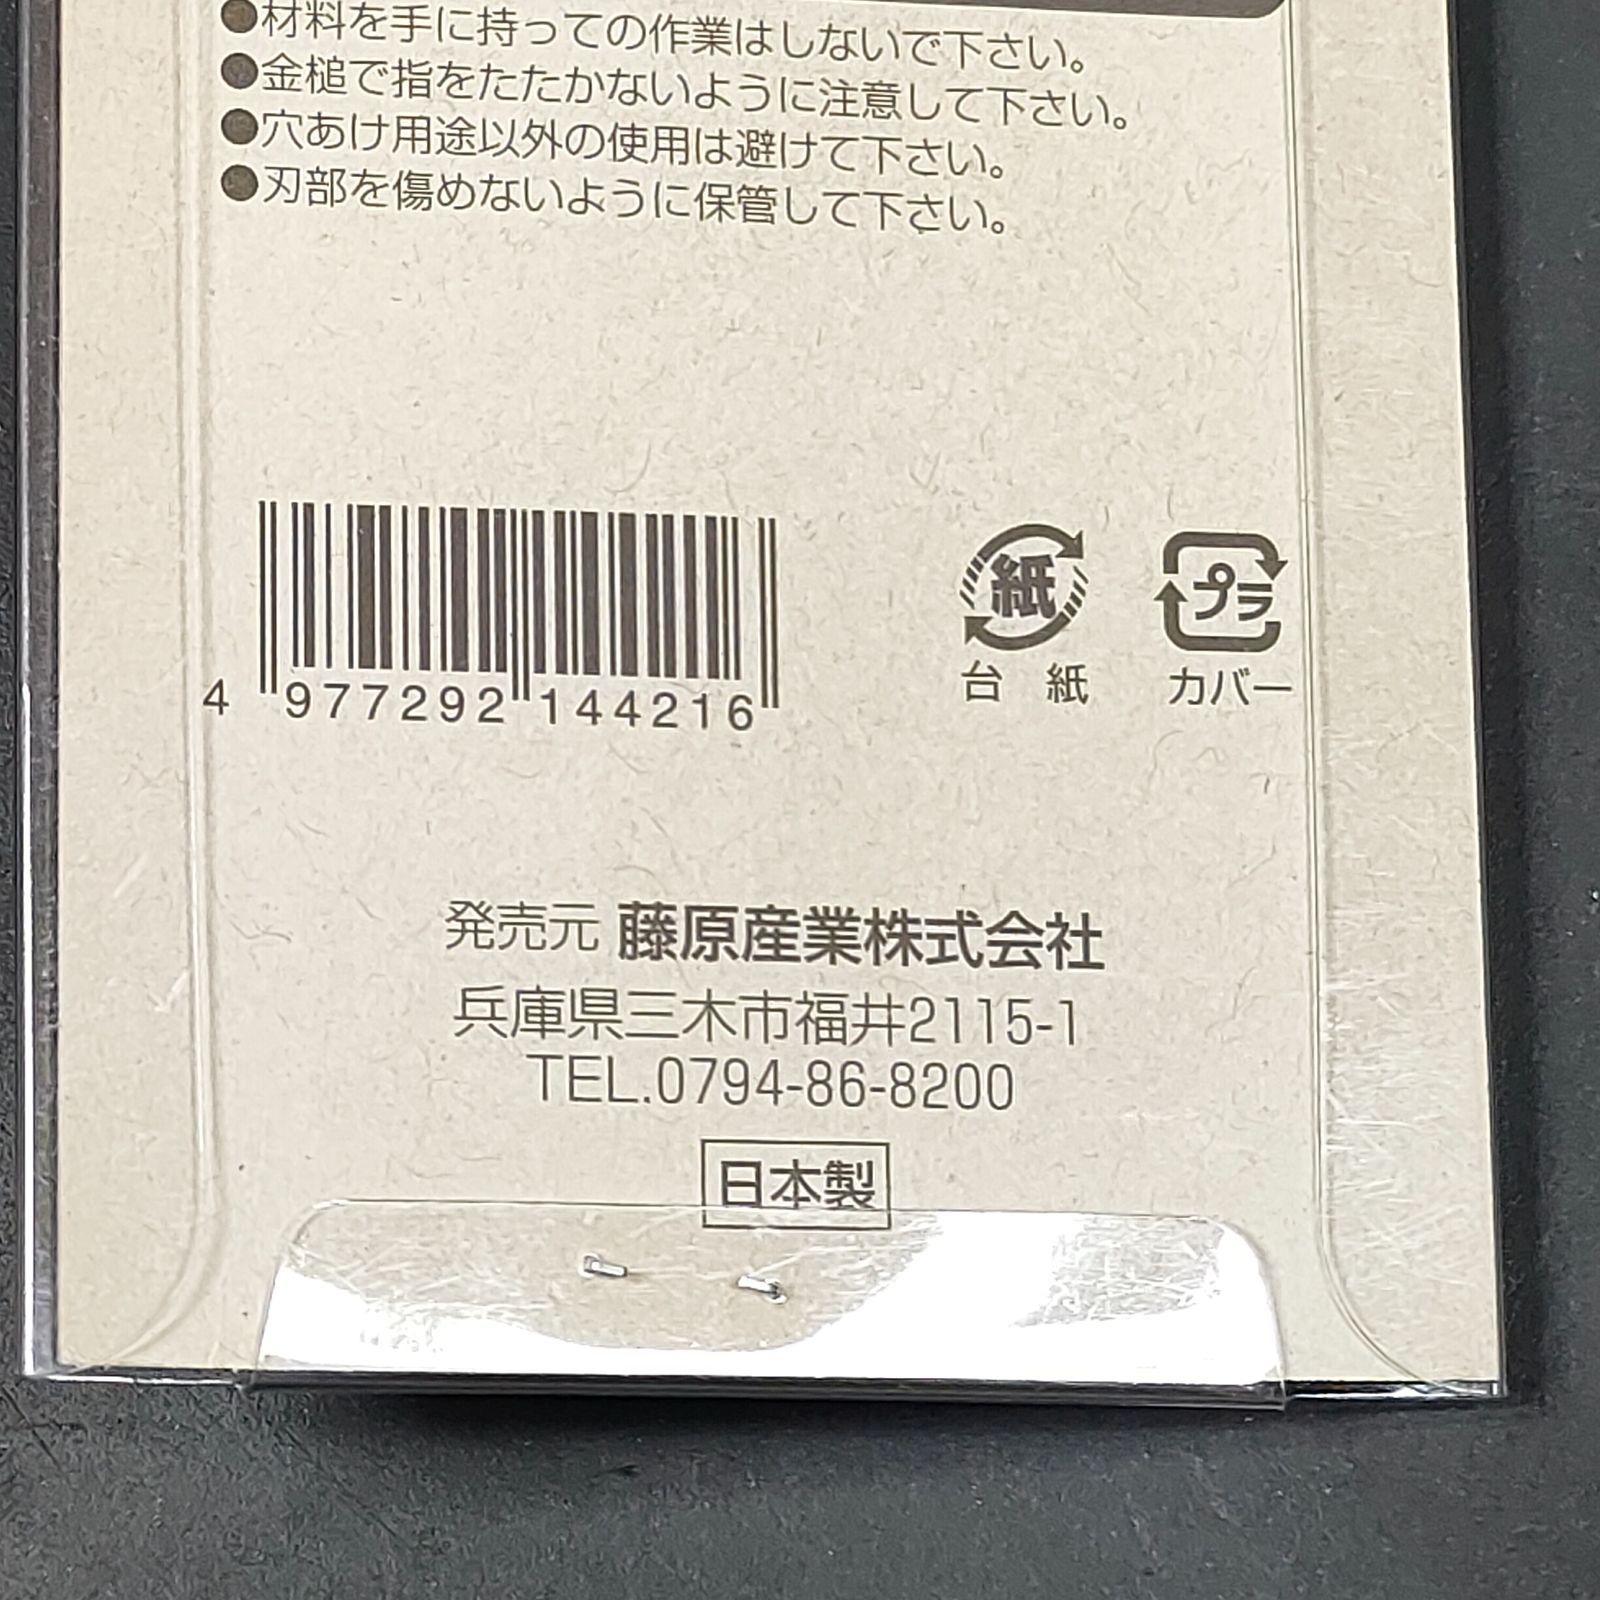 ●材料を手に持っての作業はしないで下さい。
●金槌で指をたたかないように注意して下さい。
●穴あけ用途以外の使用は避けて下さい。
●刃部を傷めないように保管して下さい。
4 977292 144216
紙
台 紙
プラ
カバー
発売元 藤原産業株式会社
兵庫県三木市福井2115-1
TEL.0794-86-8200
日本製